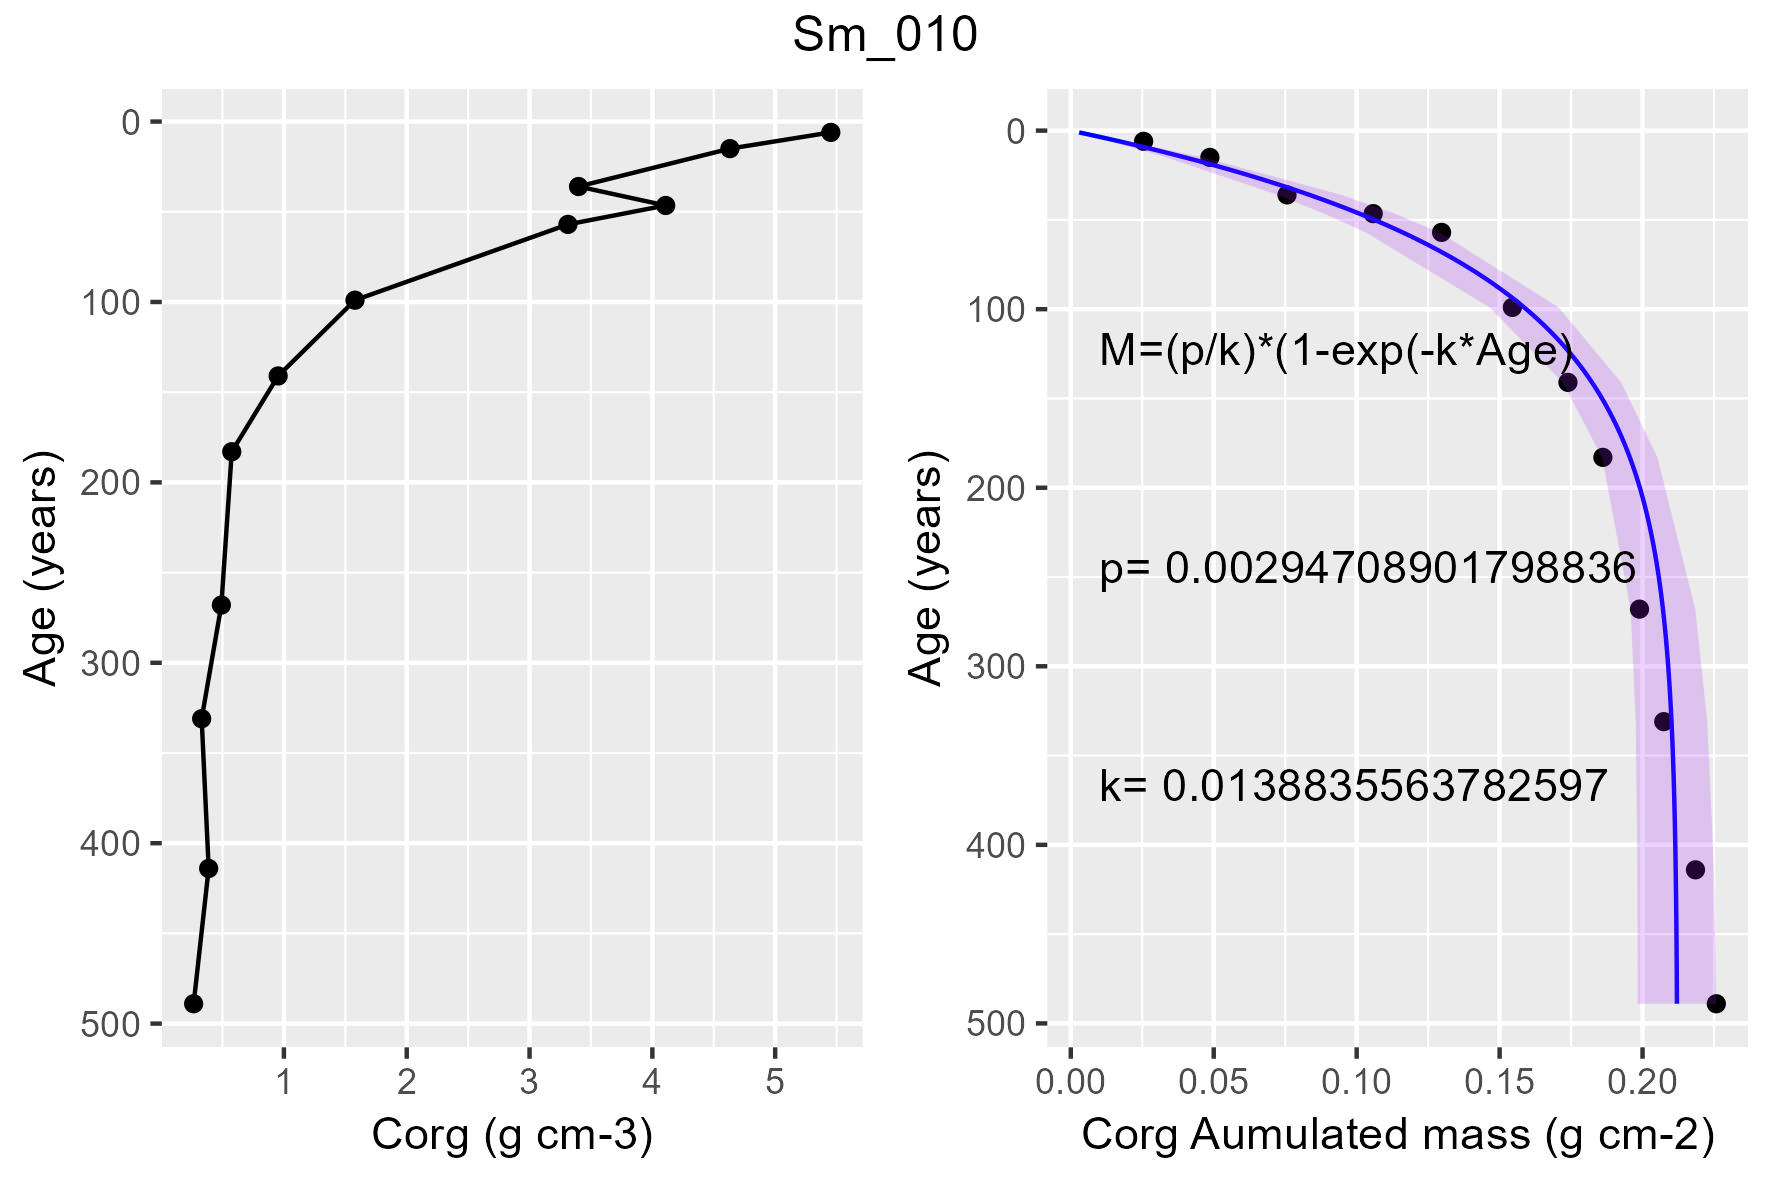 Sm_010
0
100
200
300
400
500
Age (years)
1 2 3 4 5
Corg (g cm-3)
0
100
200
300
400
500
Age (years)
M=(p/k)*(1-exp(-k*Age)
p= 0.00294708901798836
k= 0.0138835563782597
0.00 0.05 0.10 0.15 0.20
Corg Aumulated mass (g cm-2)